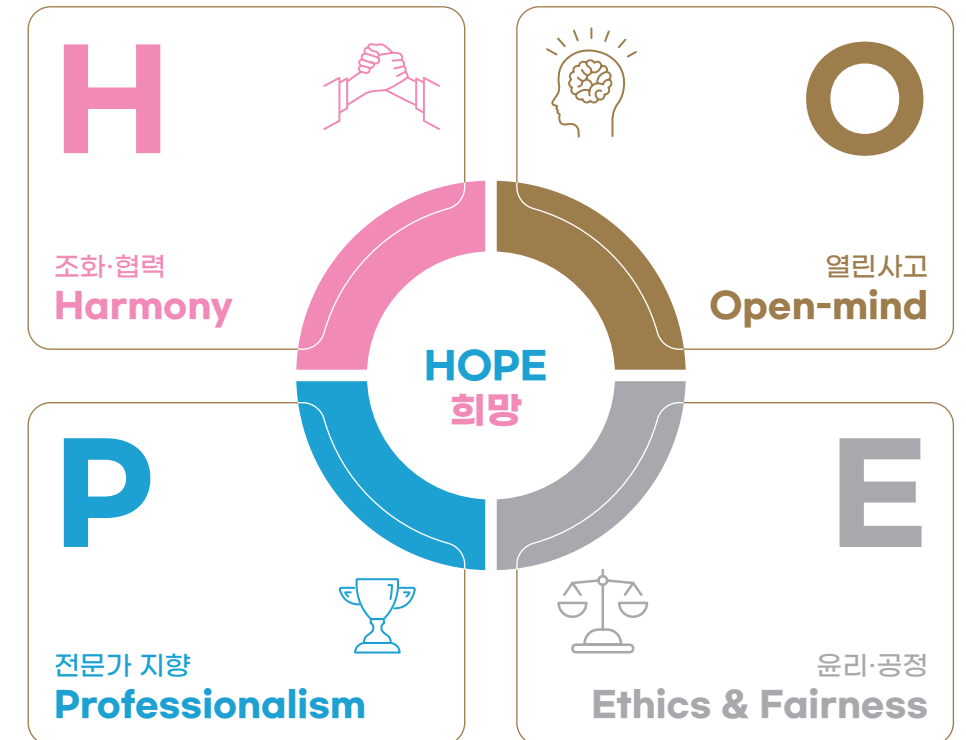 H
조화·협력
Harmony
O
열린사고
Open-mind
HOPE
희망
P
전문가 지향
Professionalism
E
윤리·공정
Ethics & Fairness